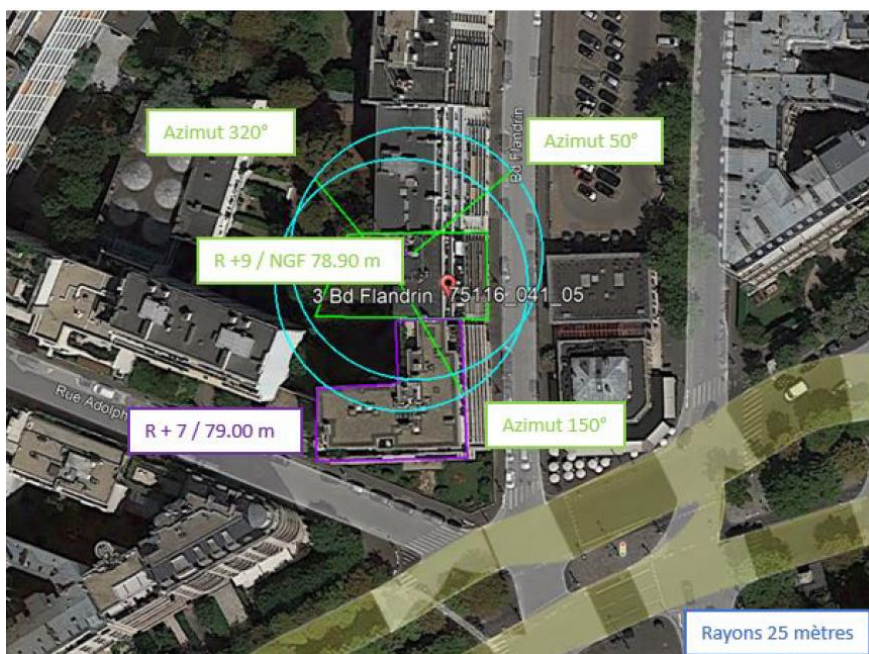 Azimut 320°
Azimut 50°
Bd Flandrin
R +9 / NGF 78.90 m
3 Bd Flandrin 75116_041_05
Rue Adolph
R + 7 / 79.00 m
Azimut 150°
Rayons 25 mètres